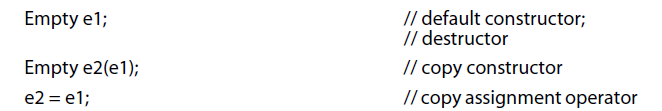 Empty e1; // default constructor;
// destructor
Empty e2(e1); // copy constructor
e2 = e1; // copy assignment operator